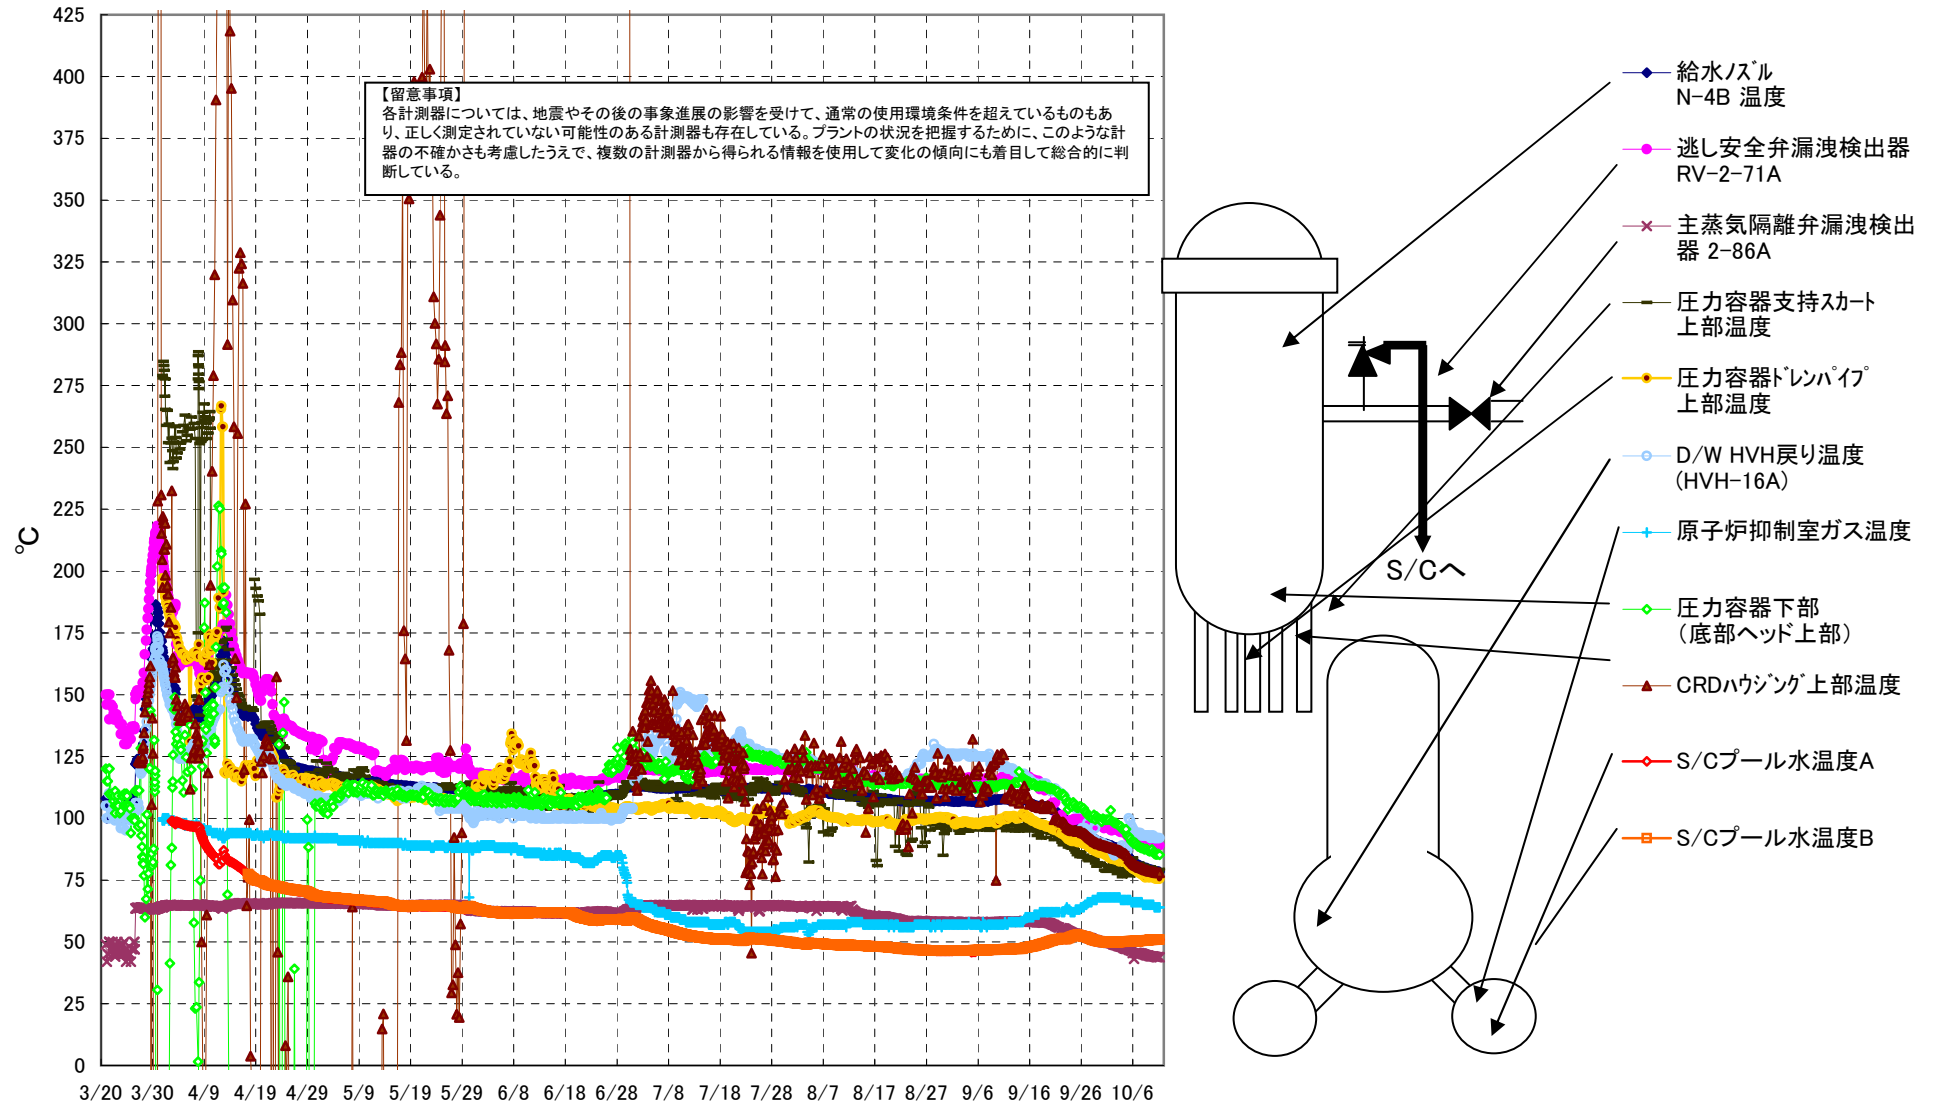 425
400
375
350
325
300
275
250
225
200
175
150
125
100
75
50
25
0
℃
3/20 3/30 4/9 4/19 4/29 5/9 5/19 5/29 6/8 6/18 6/28 7/8 7/18 7/28 8/7 8/17 8/27 9/6 9/16 9/26 10/6
【留意事項】
各計測器については、地震やその後の事象進展の影響を受けて、通常の使用環境条件を超えているものもあ
り、正しく測定されていない可能性のある計測器も存在している。プラントの状況を把握するために、このような計
器の不確かさも考慮したうえで、複数の計測器から得られる情報を使用して変化の傾向にも着目して総合的に判
断している。
S/Cへ
給水ﾉｽﾞﾙ
N-4B 温度
逃し安全弁漏洩検出器
RV-2-71A
主蒸気隔離弁漏洩検出
器 2-86A
圧力容器支持ｽｶｰﾄ
上部温度
圧力容器ﾄﾞﾚﾝﾊﾟｲﾌﾟ
上部温度
D/W HVH戻り温度
(HVH-16A)
原子炉抑制室ガス温度
圧力容器下部
（底部ヘッド上部）
CRDﾊｳｼﾞﾝｸﾞ上部温度
S/Cプール水温度A
S/Cプール水温度B